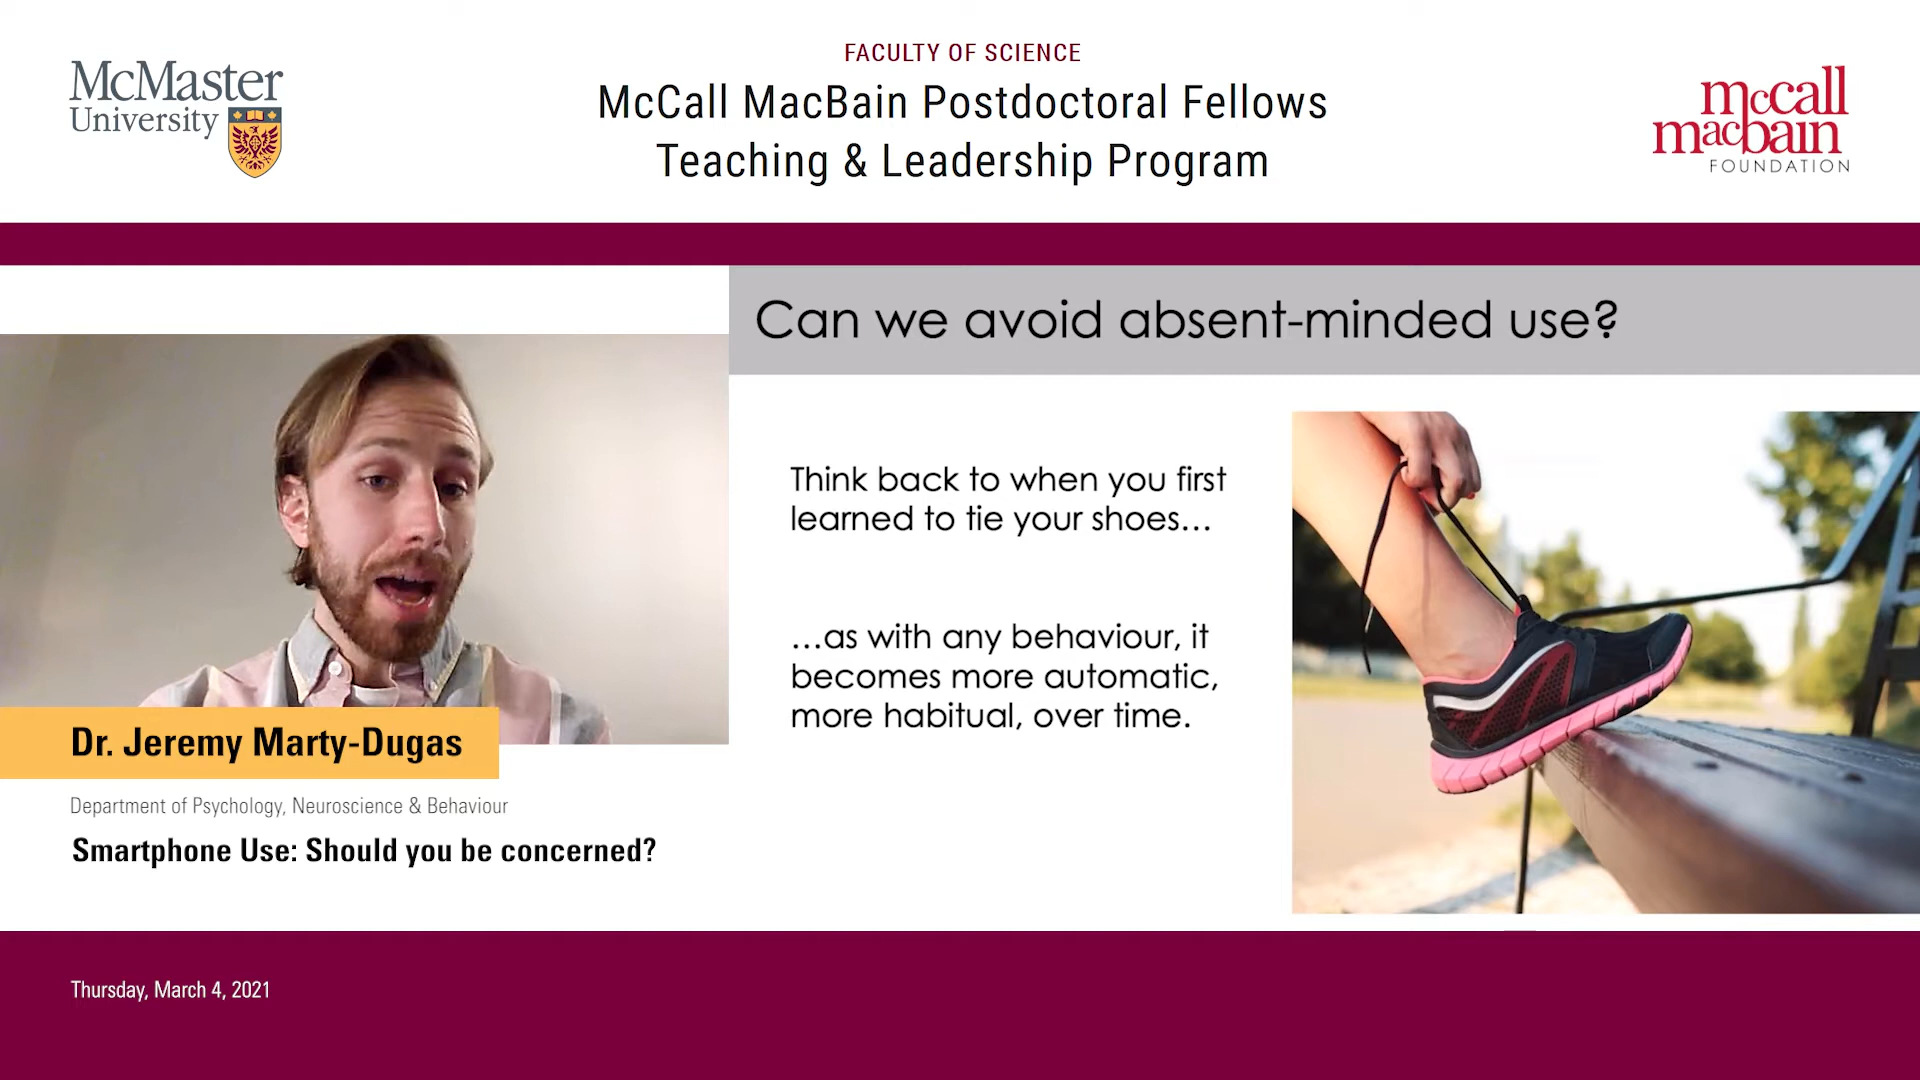 McMaster
University
FACULTY OF SCIENCE
McCall MacBain Postdoctoral Fellows
Teaching & Leadership Program
mccall
macbain
FOUNDATION
Can we avoid absent-minded use?
Think back to when you first
learned to tie your shoes...
...as with any behaviour, it
becomes more automatic,
more habitual, over time.
Dr. Jeremy Marty-Dugas
Department of Psychology, Neuroscience & Behaviour
Smartphone Use: Should you be concerned?
Thursday, March 4, 2021